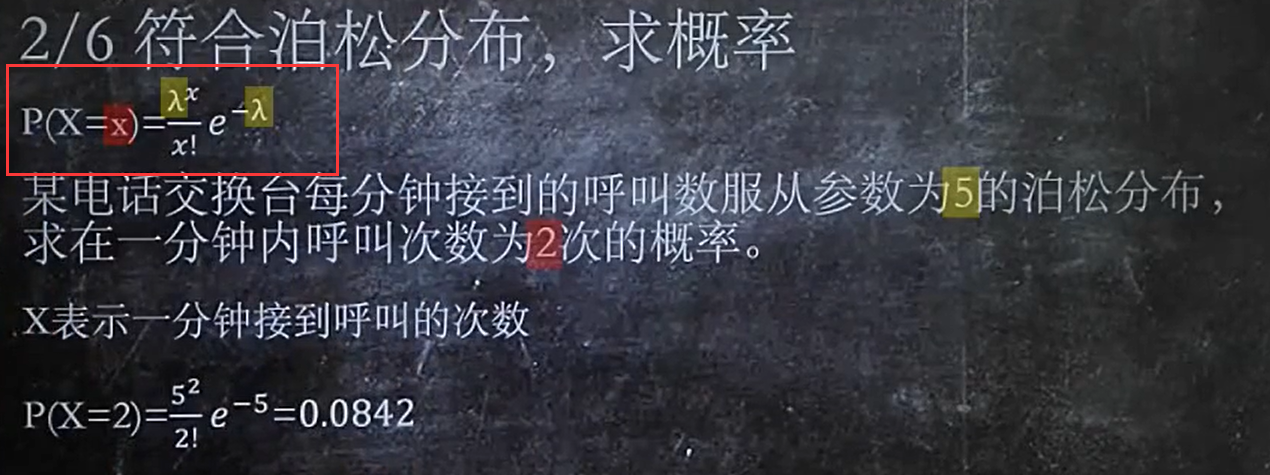 2/6 符合泊松分布，求概率
P(X=x)=\frac{λ^x}{x!} e^{-λ}
某电话交换台每分钟接到的呼叫数服从参数为5的泊松分布，
求在一分钟内呼叫次数为2次的概率。
X表示一分钟接到呼叫的次数
P(X=2)=\frac{5^2}{2!} e^{-5}=0.0842